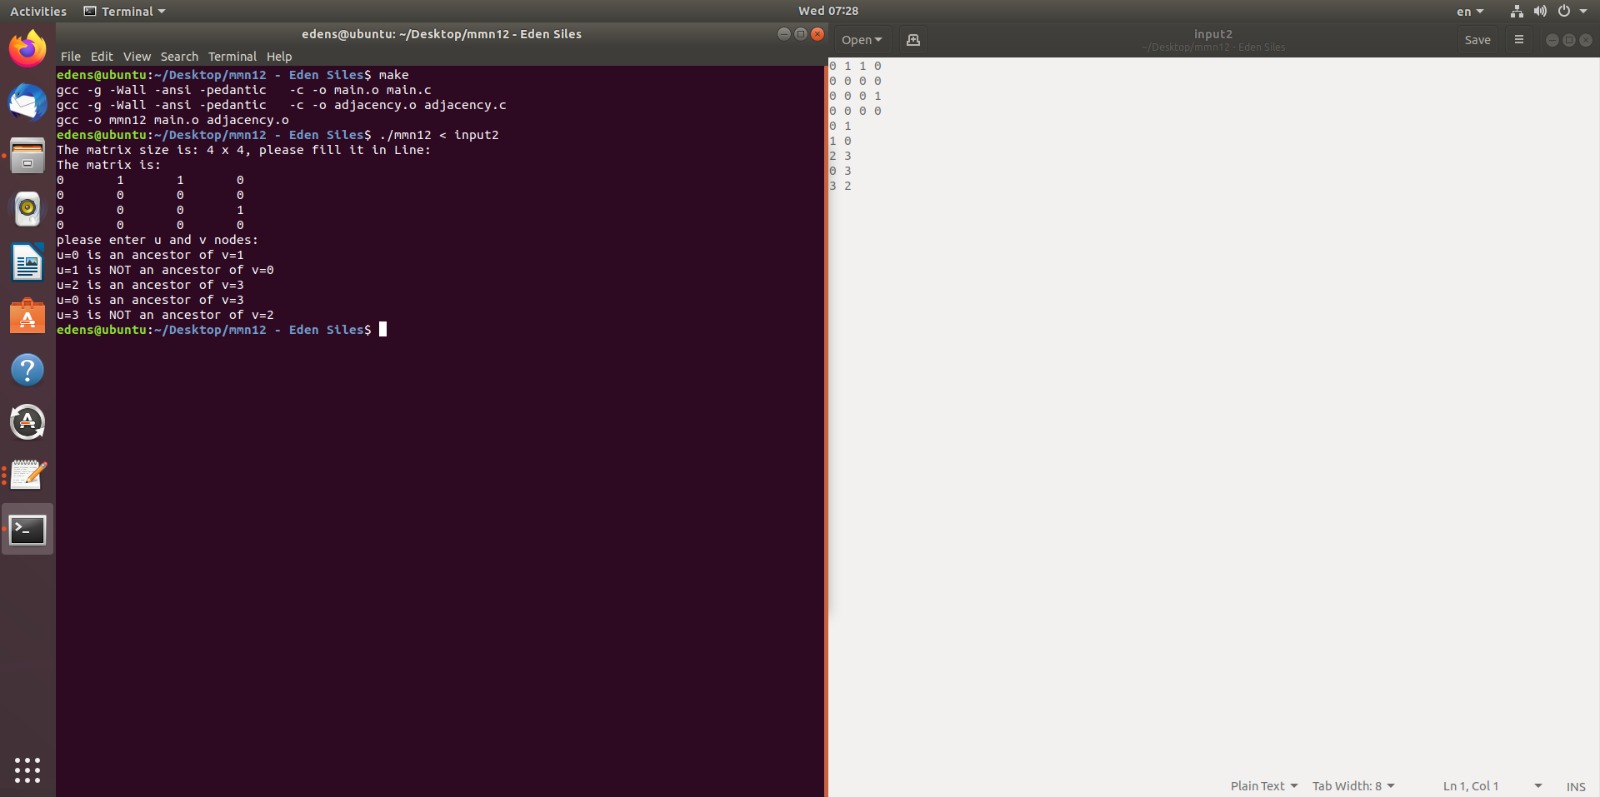 Activities Terminal Wed 07:28 en
edens@ubuntu: ~/Desktop/mmn12 - Eden Siles
File Edit View Search Terminal Help
edens@ubuntu:~/Desktop/mmn12 - Eden Siles$ make
gcc -g -Wall -ansi -pedantic   -c -o main.o main.c
gcc -g -Wall -ansi -pedantic   -c -o adjacency.o adjacency.c
gcc -o mmn12 main.o adjacency.o
edens@ubuntu:~/Desktop/mmn12 - Eden Siles$ ./mmn12 < input2
The matrix size is: 4 x 4, please fill it in Line:
The matrix is:
0       1       1       0
0       0       0       0
0       0       0       1
0       0       0       0
please enter u and v nodes:
u=0 is an ancestor of v=1
u=1 is NOT an ancestor of v=0
u=2 is an ancestor of v=3
u=0 is an ancestor of v=3
u=3 is NOT an ancestor of v=2
edens@ubuntu:~/Desktop/mmn12 - Eden Siles$
Open input2 Save
~/Desktop/mmn12 - Eden Siles
0 1 1 0
0 0 0 0
0 0 0 1
0 0 0 0
0 1
1 0
2 3
0 3
3 2
Plain Text Tab Width: 8 Ln 1, Col 1 INS